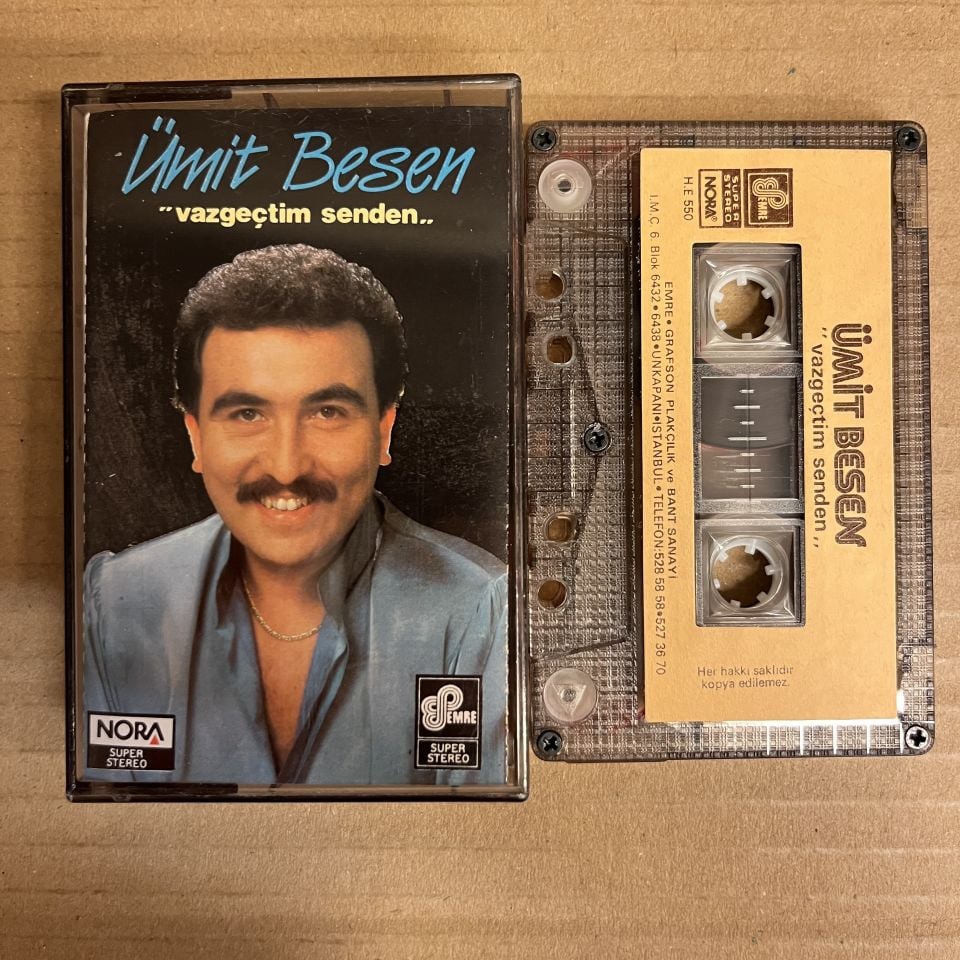 Ümit Besen
"vazgeçtim senden„
NORA
SUPER
STEREO
EMRE
SUPER
STEREO
EMRE
SUPER
STEREO
NORA®
H.E 550
ÜMİT BESEN
"vazgeçtim senden„
EMRE • GRAFSON PLAKÇILIK ve BANT SANAYİ
I.M.Ç 6. Blok 6432 • 6438 • UNKAPANI • İSTANBUL • TELEFON: 528 58 58 • 527 36 70
Her hakkı saklıdır
kopya edilemez.